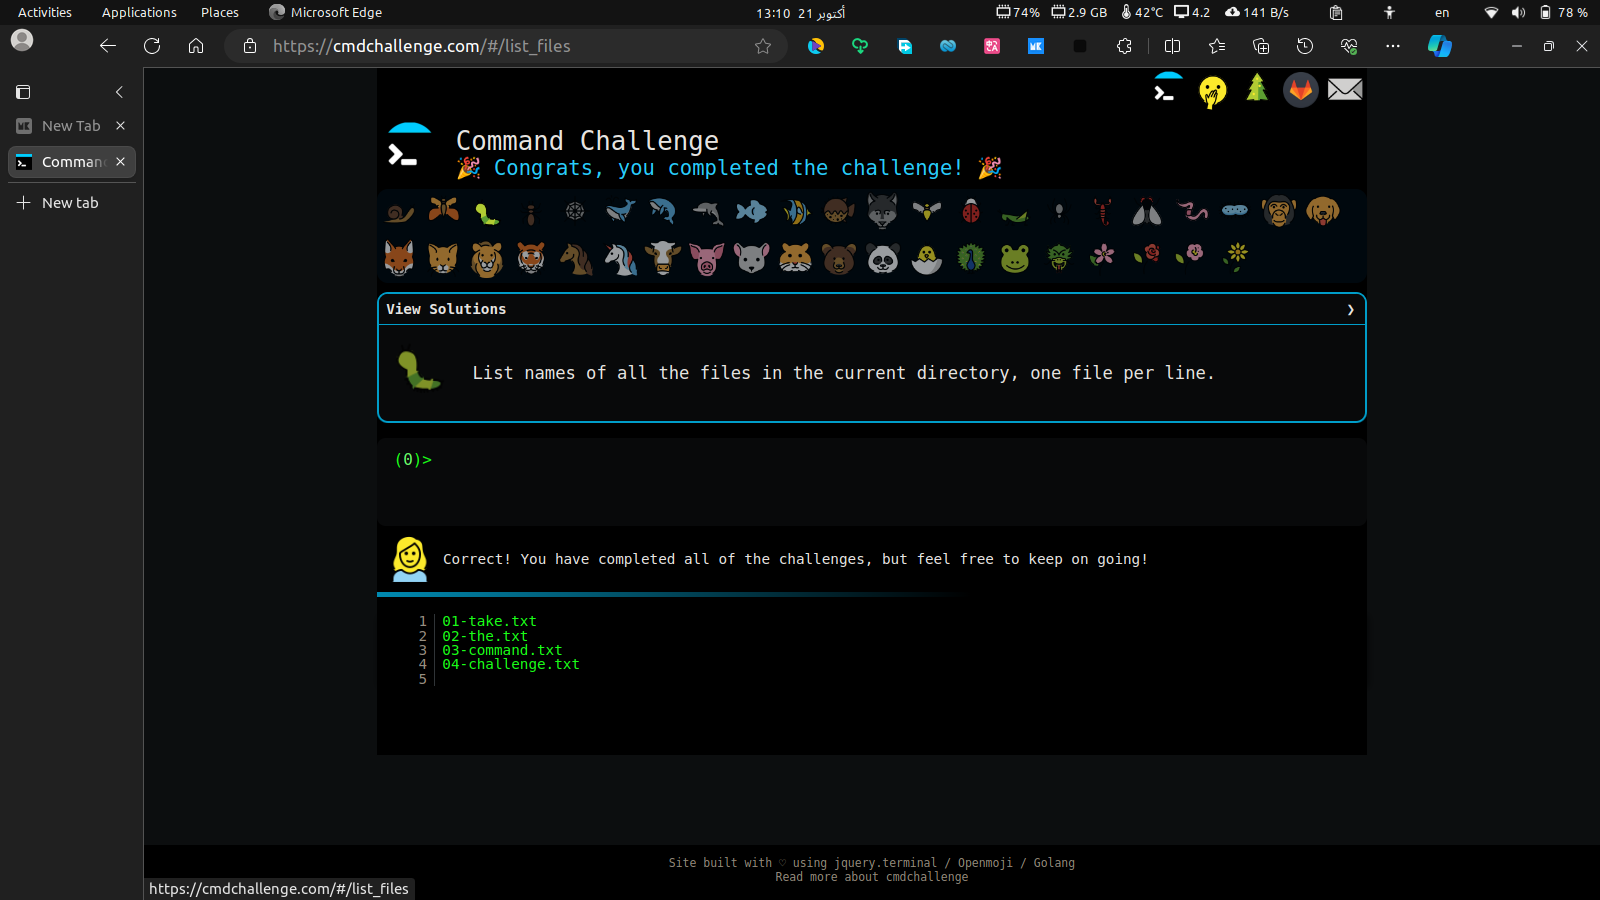 Activities Applications Places Microsoft Edge 13:10 21 أكتوبر 74% 2.9 GB 42°C 4.2 141 B/s en 78 %
https://cmdchallenge.com/#/list_files
New Tab
Comman
New tab
Command Challenge
Congrats, you completed the challenge!
View Solutions
List names of all the files in the current directory, one file per line.
(0)>
Correct! You have completed all of the challenges, but feel free to keep on going!
1 01-take.txt
2 02-the.txt
3 03-command.txt
4 04-challenge.txt
5
Site built with ♡ using jquery.terminal / Openmoji / Golang
Read more about cmdchallenge
https://cmdchallenge.com/#/list_files